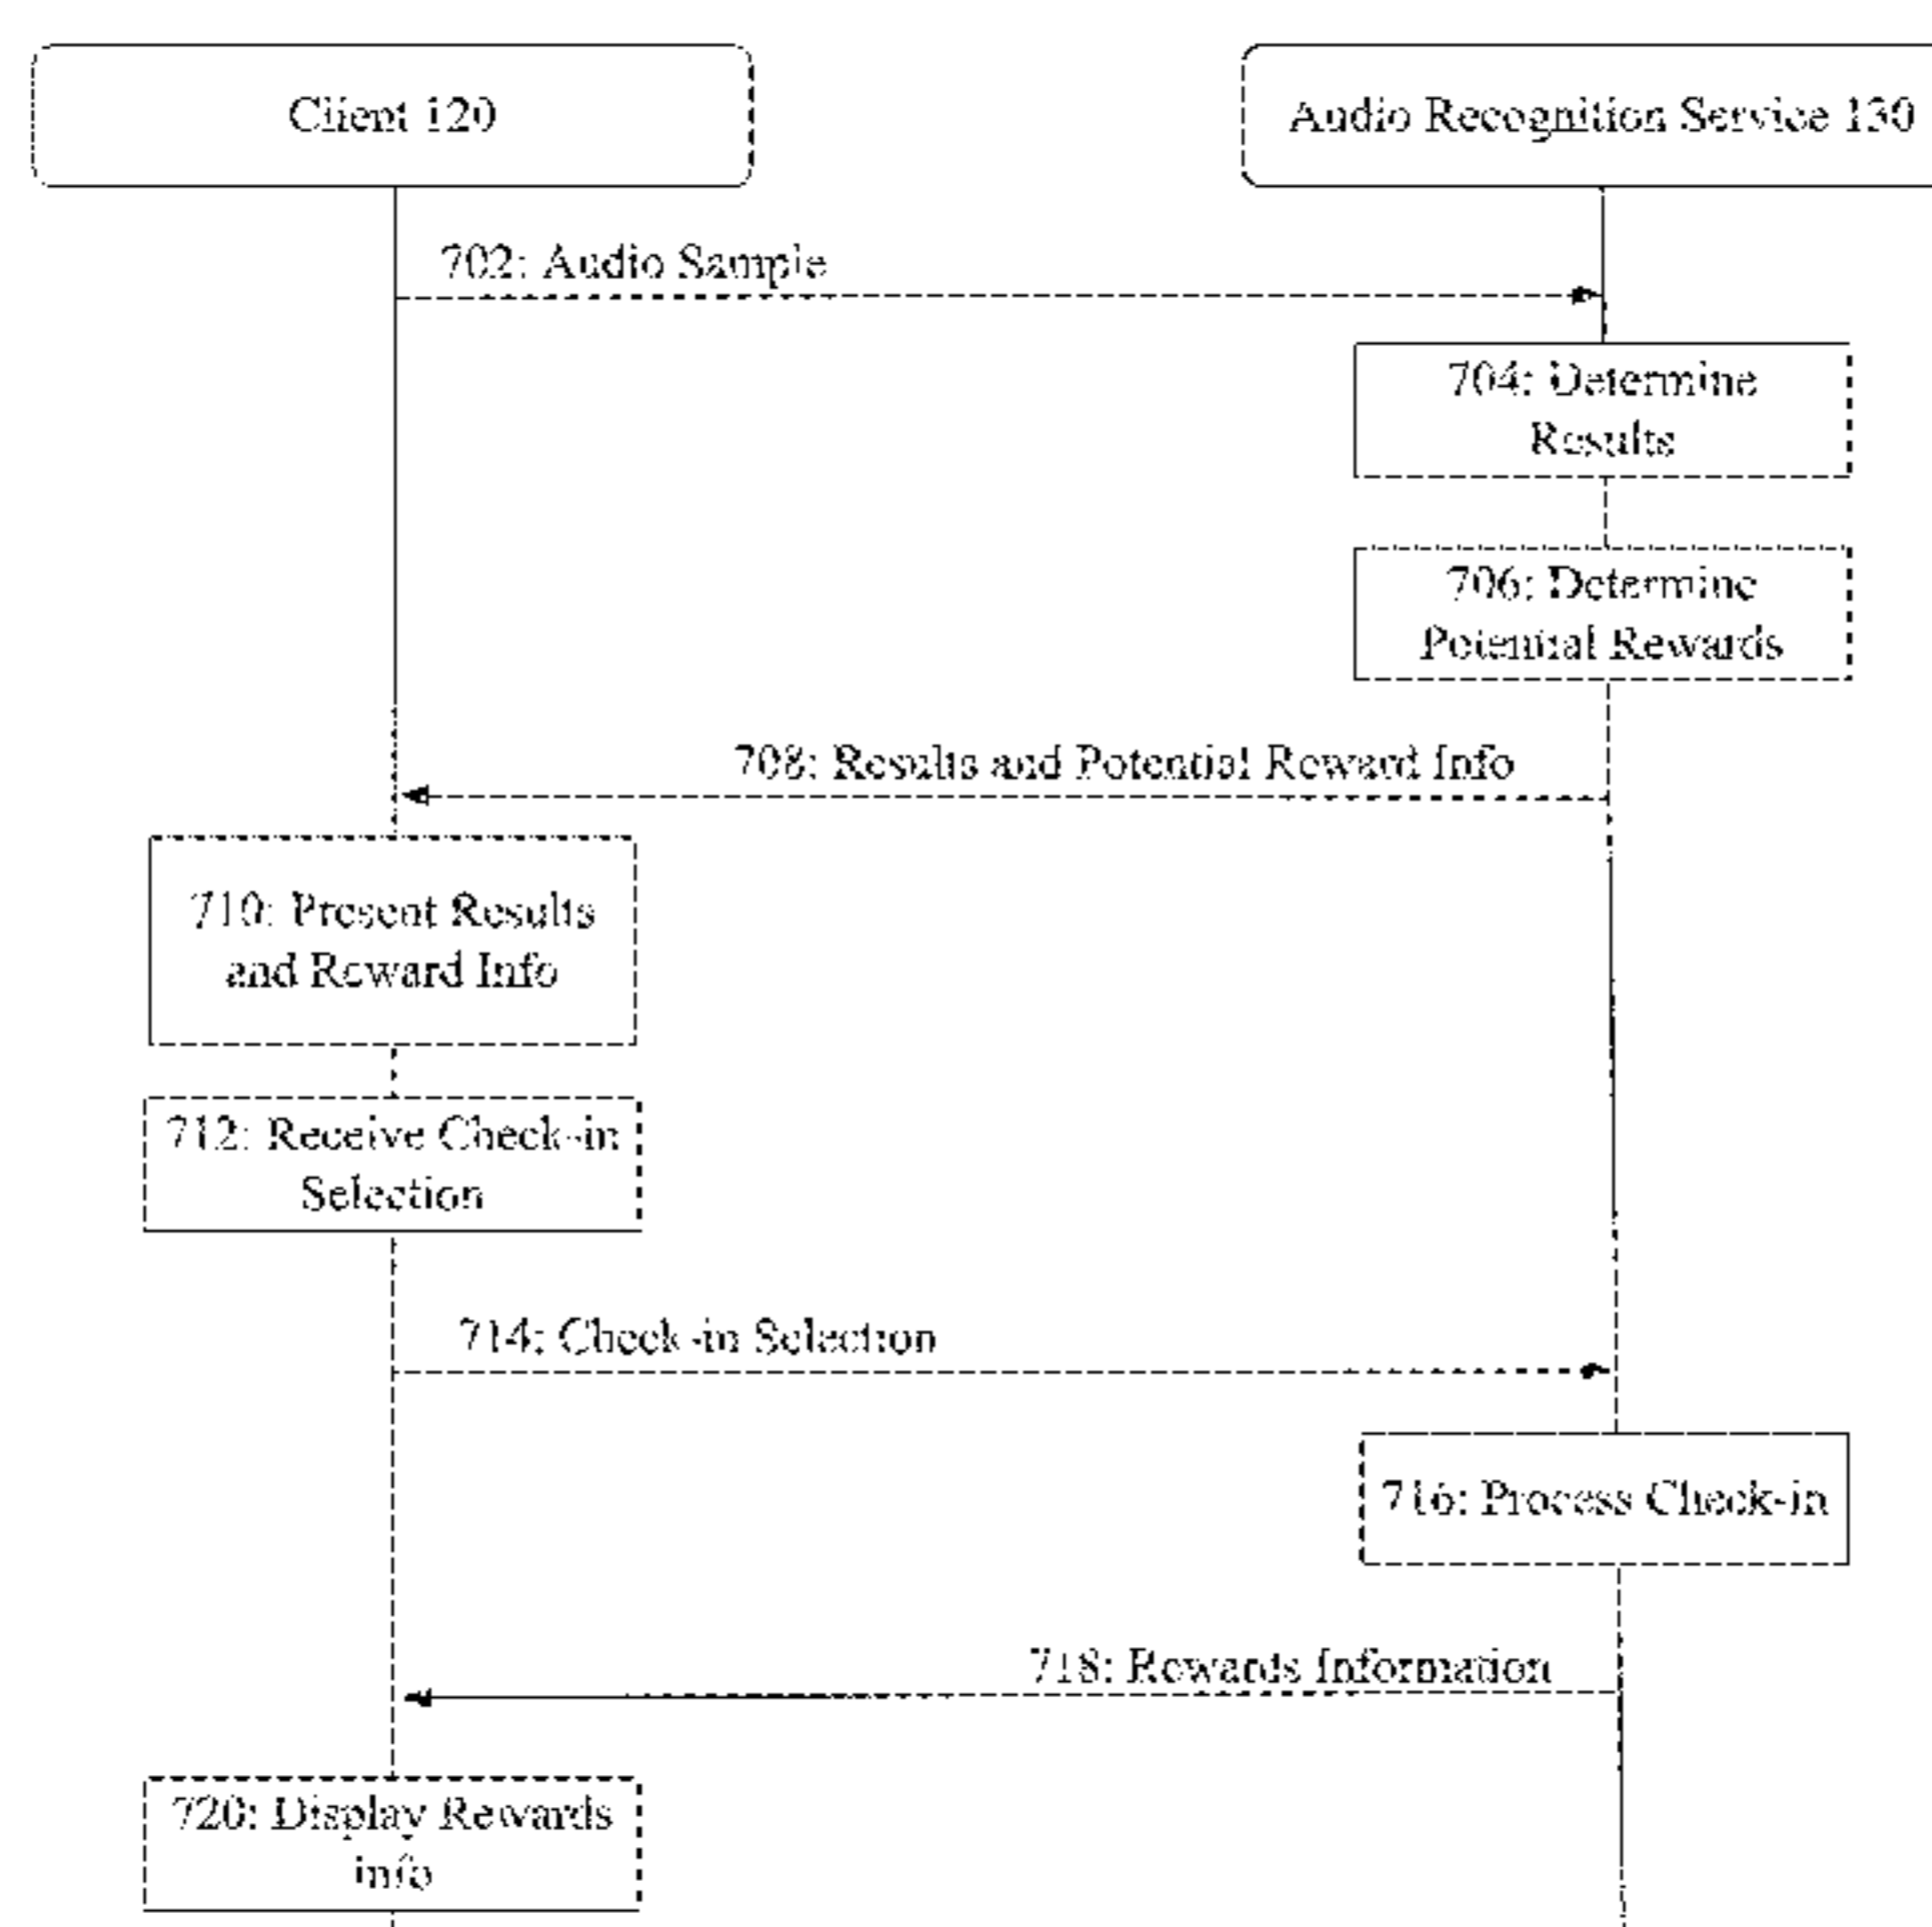 Client 120
Audio Recognition Service 130
702: Audio Sample
704: Determine
Results
706: Determine
Potential Rewards
708: Results and Potential Reward Info
710: Present Results
and Reward Info
712: Receive Check-in
Selection
714: Check-in Selection
716: Process Check-in
718: Rewards Information
720: Display Rewards
info